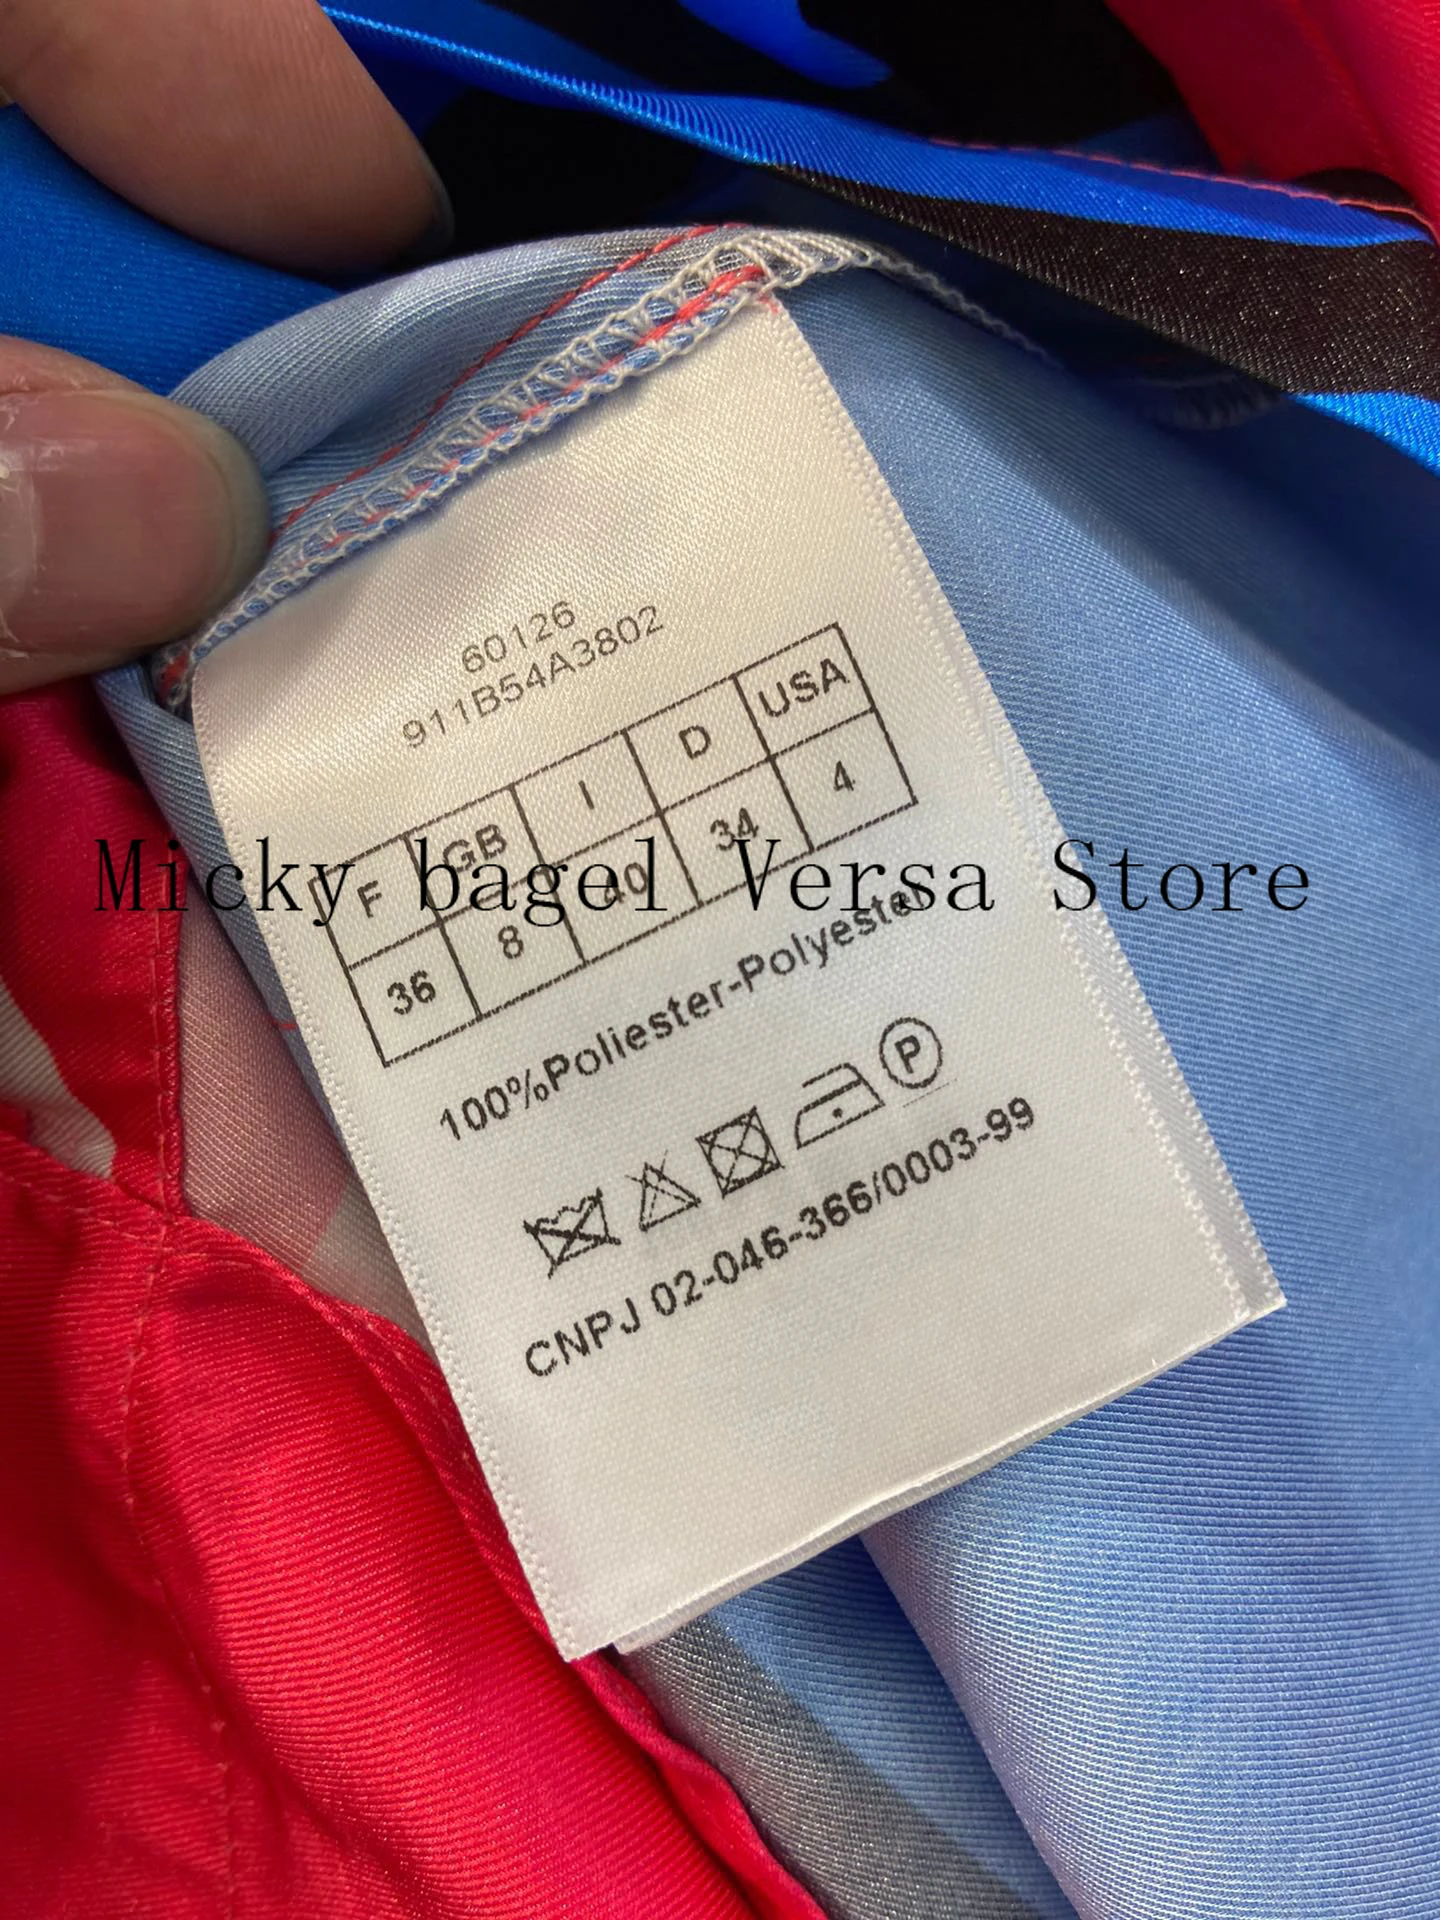 60126
911B54A3802
F GB I D USA
36 8 40 34 4
Micky bagel Versa Store
100%Poliester-Polyester
P
CNPJ 02-046-366/0003-99